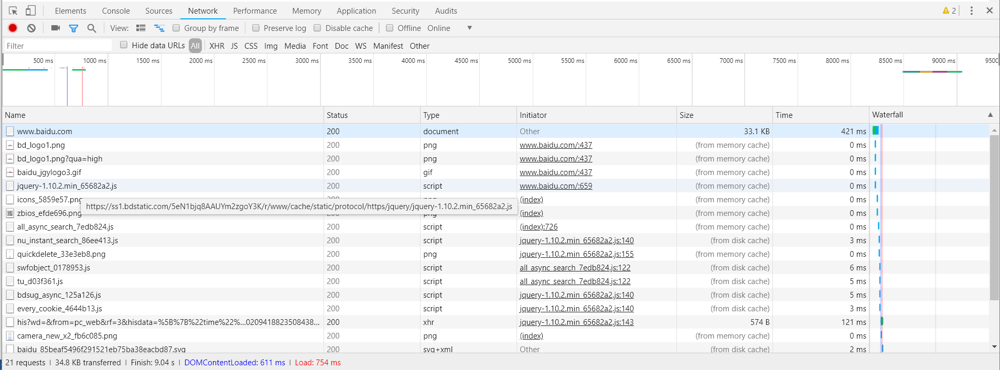 Elements Console Sources Network Performance Memory Application Security Audits 2
View: Group by frame Preserve log Disable cache Offline Online
Filter Hide data URLs All XHR JS CSS Img Media Font Doc WS Manifest Other
500 ms 1000 ms 1500 ms 2000 ms 2500 ms 3000 ms 3500 ms 4000 ms 4500 ms 5000 ms 5500 ms 6000 ms 6500 ms 7000 ms 7500 ms 8000 ms 8500 ms 9000 ms 9500
Name Status Type Initiator Size Time Waterfall
www.baidu.com 200 document Other 33.1 KB 421 ms
bd_logo1.png 200 png www.baidu.com/:437 (from memory cache) 0 ms
bd_logo1.png?qua=high 200 png www.baidu.com/:437 (from memory cache) 0 ms
baidu_jgylogo3.gif 200 gif www.baidu.com/:437 (from memory cache) 0 ms
jquery-1.10.2.min_65682a2.js 200 script www.baidu.com/:659 (from memory cache) 0 ms
icons_5859e57.png 200 png (index) (from memory cache) 0 ms
https://ss1.bdstatic.com/5eN1bjq8AAUYm2zgoY3K/r/www/cache/static/protocol/https/jquery/jquery-1.10.2.min_65682a2.js
zbios_efde696.png 200 png (index) (from memory cache) 0 ms
all_async_search_7edb824.js 200 script (index):726 (from memory cache) 0 ms
nu_instant_search_86ee413.js 200 script jquery-1.10.2.min_65682a2.js:140 (from disk cache) 3 ms
quickdelete_33e3eb8.png 200 png jquery-1.10.2.min_65682a2.js:155 (from memory cache) 0 ms
swfobject_0178953.js 200 script all_async_search_7edb824.js:122 (from disk cache) 6 ms
tu_d03f361.js 200 script all_async_search_7edb824.js:122 (from disk cache) 5 ms
bdsug_async_125a126.js 200 script jquery-1.10.2.min_65682a2.js:140 (from disk cache) 5 ms
every_cookie_4644b13.js 200 script jquery-1.10.2.min_65682a2.js:140 (from disk cache) 3 ms
his?wd=&from=pc_web&rf=3&hisdata=%5B%7B%22time%22%...0209418823508438... 200 xhr jquery-1.10.2.min_65682a2.js:143 574 B 121 ms
camera_new_x2_fb6c085.png 200 png (index) (from memory cache) 0 ms
baidu_85beaf5496f291521eb75ba38eacbd87.svg 200 svg+xml Other (from disk cache) 2 ms
21 requests | 34.8 KB transferred | Finish: 9.04 s | DOMContentLoaded: 611 ms | Load: 754 ms